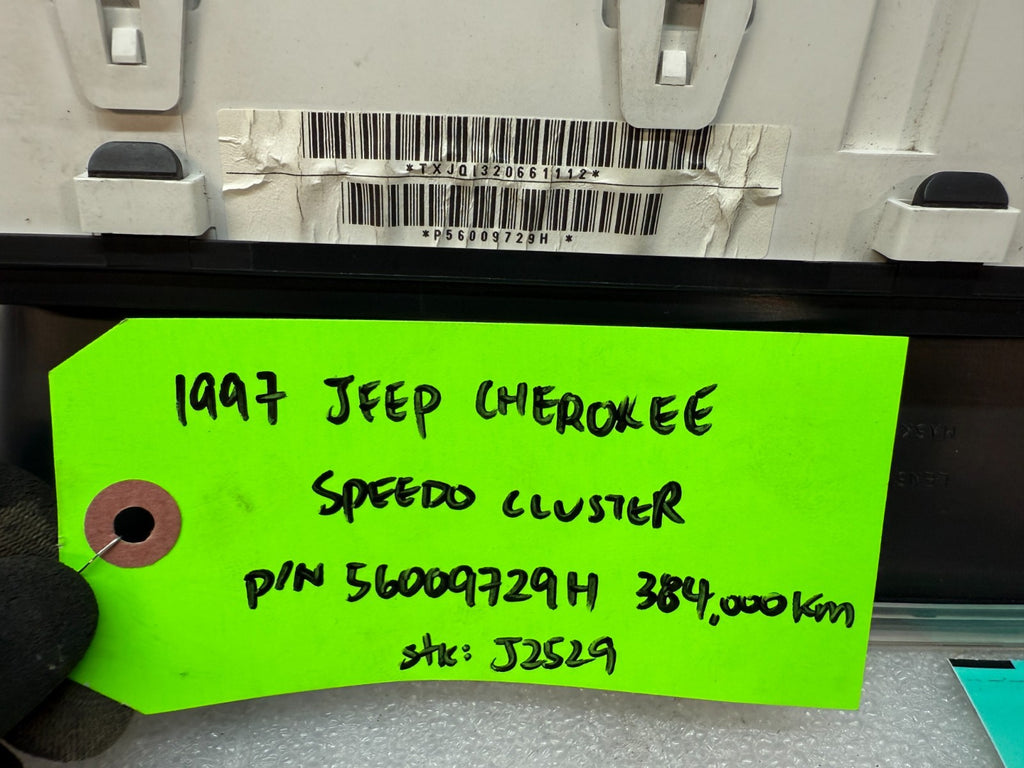 *TXJQ1320661112*
*P56009729H *
1997 JEEP CHEROKEE
SPEEDO CLUSTER
P/N 56009729H 384,000km
stk: J2529